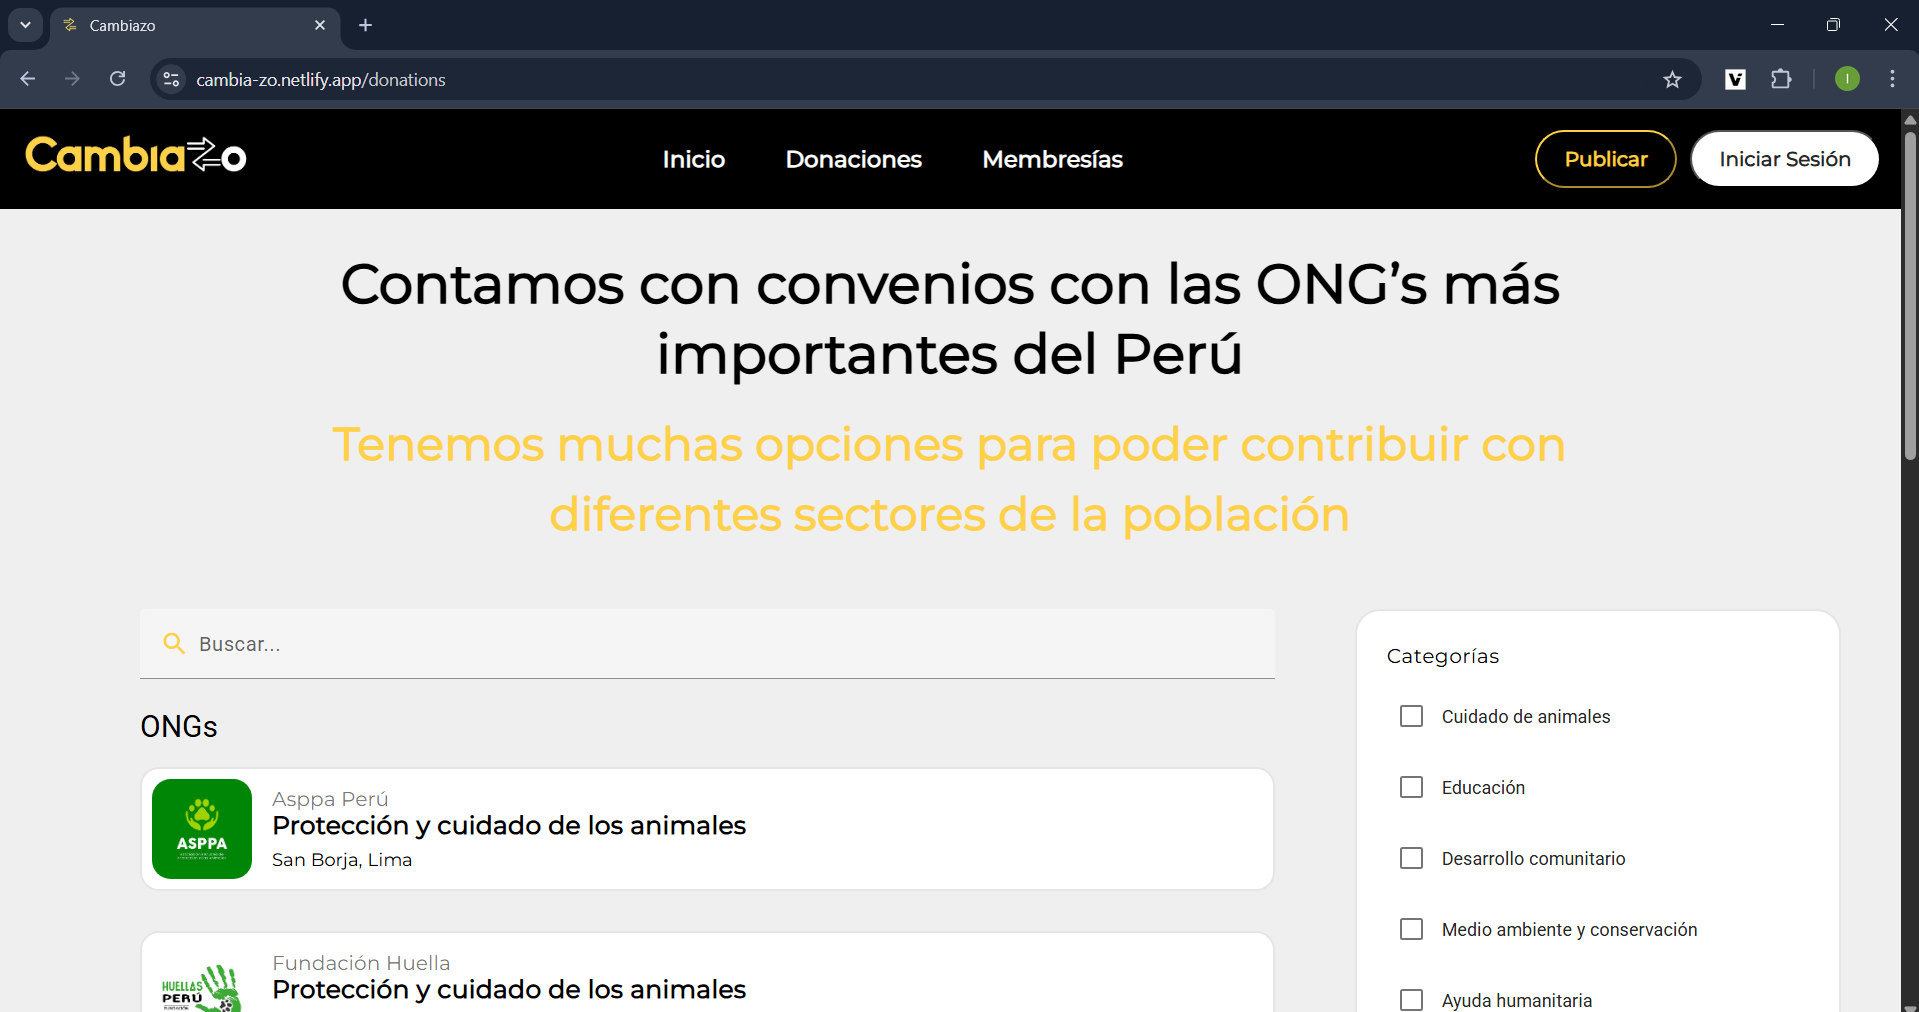 Cambiazo
cambia-zo.netlify.app/donations
I
Cambiazo
Inicio
Donaciones
Membresías
Publicar
Iniciar Sesión
Contamos con convenios con las ONG’s más
importantes del Perú
Tenemos muchas opciones para poder contribuir con
diferentes sectores de la población
Buscar...
ONGs
ASPPA
Asppa Perú
Protección y cuidado de los animales
San Borja, Lima
HUELLAS
PERÚ
Fundación Huella
Protección y cuidado de los animales
Categorías
Cuidado de animales
Educación
Desarrollo comunitario
Medio ambiente y conservación
Ayuda humanitaria